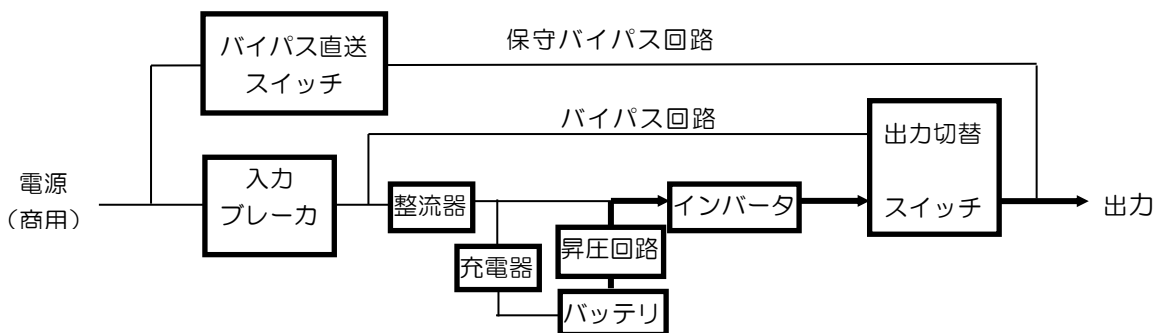 バイパス直送
スイッチ
保守バイパス回路
バイパス回路
出力切替
スイッチ
電源
（商用）
入力
ブレーカ
整流器
インバータ
出力
充電器
昇圧回路
バッテリ